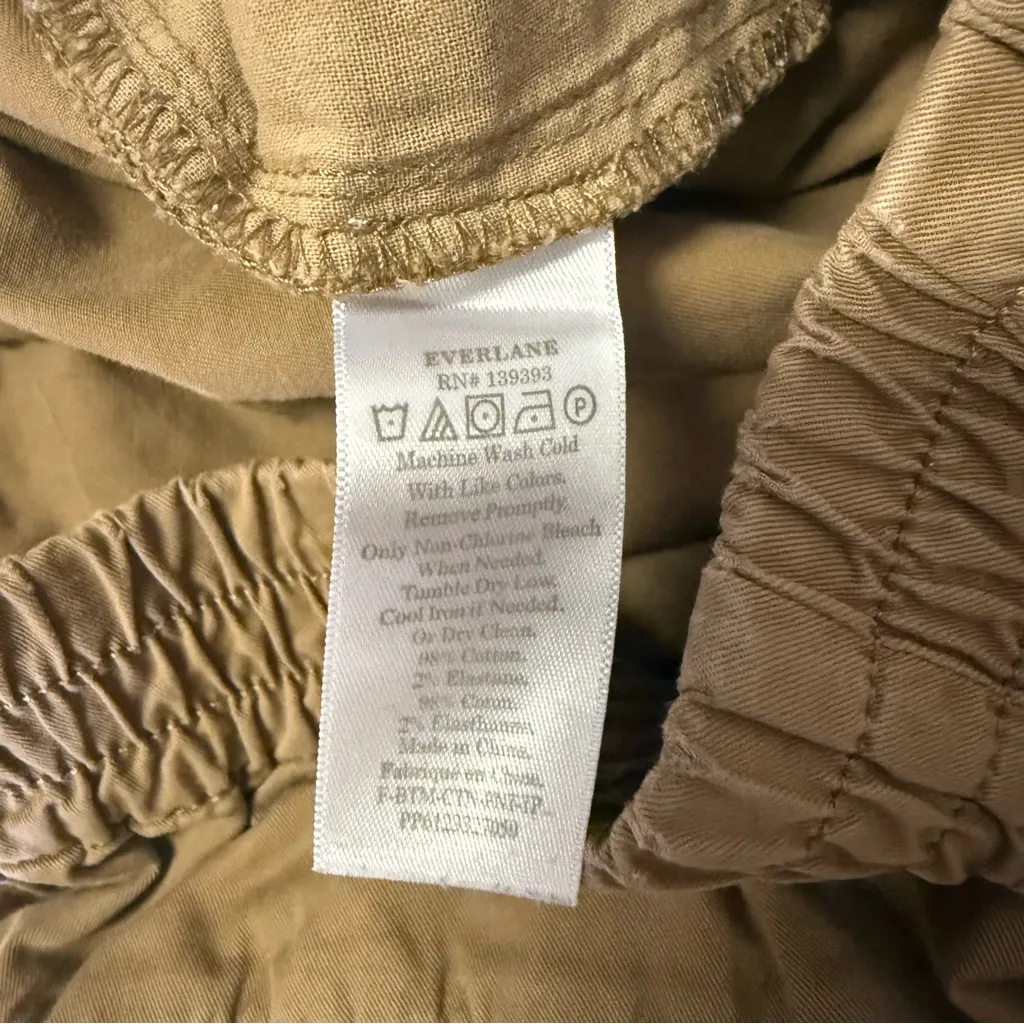 EVERLANE
RN# 139393
P
Machine Wash Cold
With Like Colors.
Remove Promptly.
Only Non-Chlorine Bleach
When Needed.
Tumble Dry Low.
Cool Iron if Needed.
Or Dry Clean.
98% Cotton.
2% Elastane.
98% Coton.
2% Elasthanne.
Made in China.
Fabriqué en Chine.